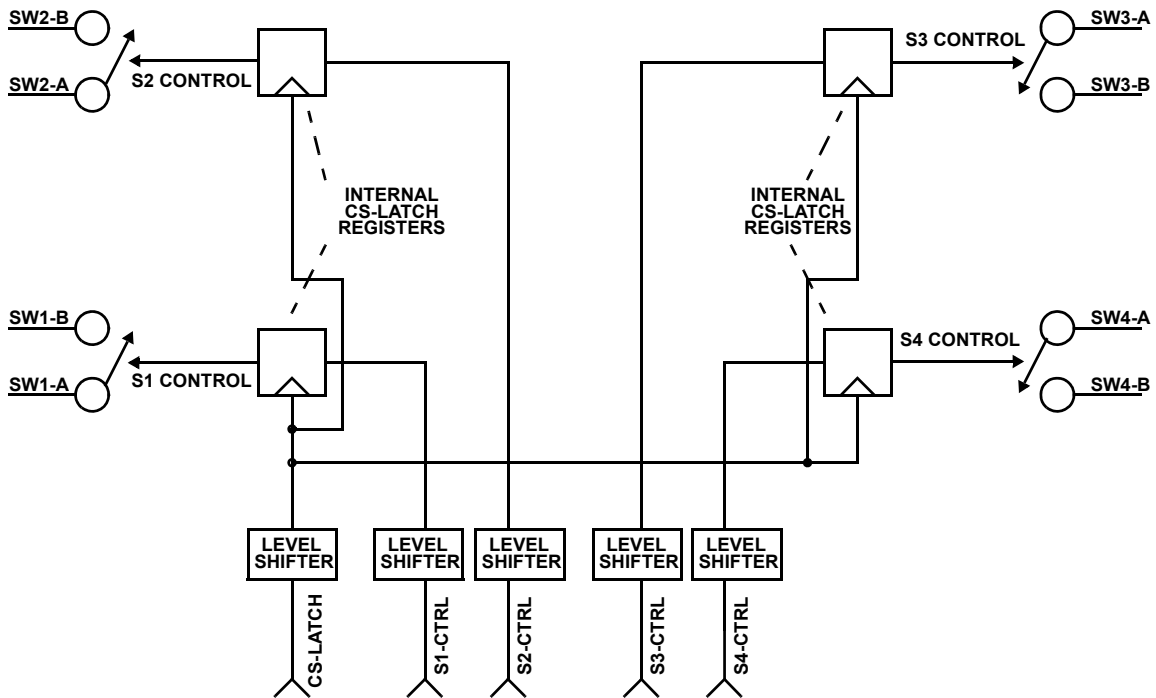 SW2-B
SW2-A
S2 CONTROL
S3 CONTROL
SW3-A
SW3-B
INTERNAL
CS-LATCH
REGISTERS
INTERNAL
CS-LATCH
REGISTERS
SW1-B
SW1-A
S1 CONTROL
S4 CONTROL
SW4-A
SW4-B
LEVEL
SHIFTER
LEVEL
SHIFTER
LEVEL
SHIFTER
LEVEL
SHIFTER
LEVEL
SHIFTER
CS-LATCH
S1-CTRL
S2-CTRL
S3-CTRL
S4-CTRL